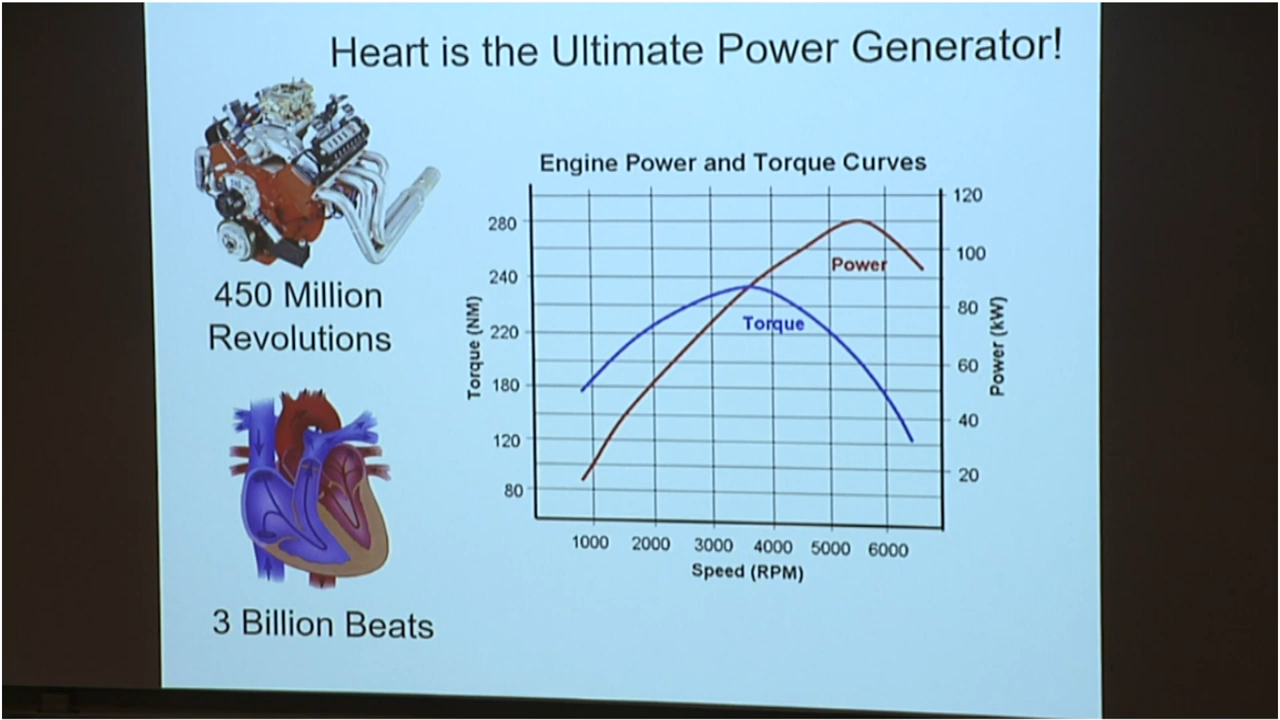 Heart is the Ultimate Power Generator!
450 Million
Revolutions
3 Billion Beats
Engine Power and Torque Curves
Torque (NM)
280
240
220
180
120
80
Power
Torque
120
100
80
60
40
20
Power (kW)
1000 2000 3000 4000 5000 6000
Speed (RPM)